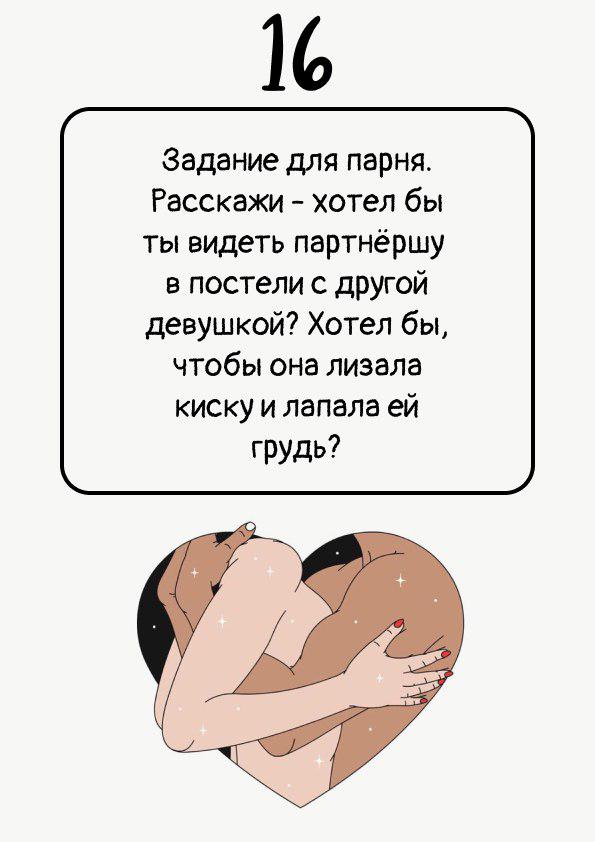 16
Задание для парня.
Расскажи - хотел бы
ты видеть партнёршу
в постели с другой
девушкой? Хотел бы,
чтобы она лизала
киску и лапала ей
грудь?